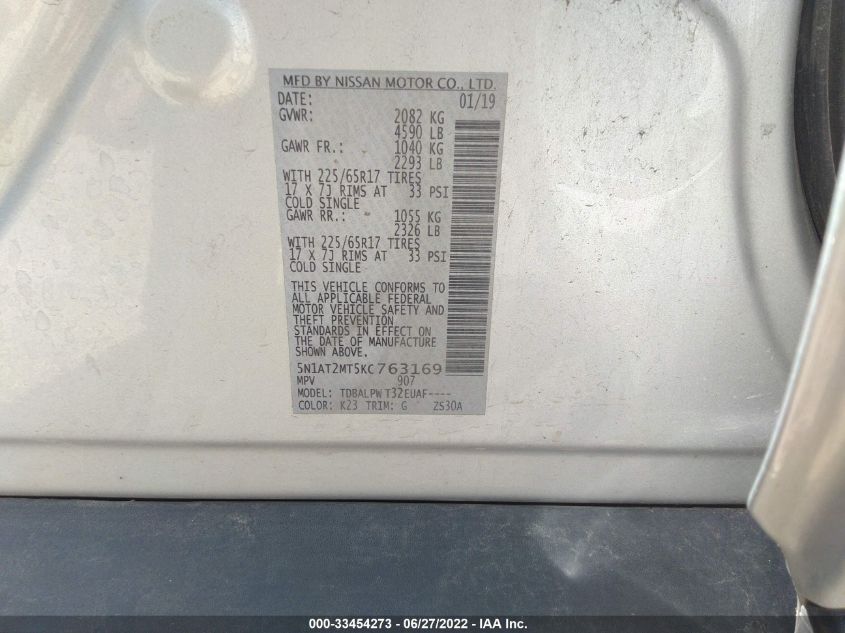 MFD BY NISSAN MOTOR CO., LTD.
DATE: 01/19
GVWR: 2082 KG
4590 LB
GAWR FR.: 1040 KG
2293 LB
WITH 225/65R17 TIRES
17 X 7J RIMS AT 33 PSI
COLD SINGLE
GAWR RR.: 1055 KG
2326 LB
WITH 225/65R17 TIRES
17 X 7J RIMS AT 33 PSI
COLD SINGLE
THIS VEHICLE CONFORMS TO
ALL APPLICABLE FEDERAL
MOTOR VEHICLE SAFETY AND
THEFT PREVENTION
STANDARDS IN EFFECT ON
THE DATE OF MANUFACTURE
SHOWN ABOVE.
5N1AT2MT5KC763169
MPV 907
MODEL: TDBALPW T32EUAF----
COLOR: K23 TRIM: G 2S30A
000-33454273 - 06/27/2022 - IAA Inc.